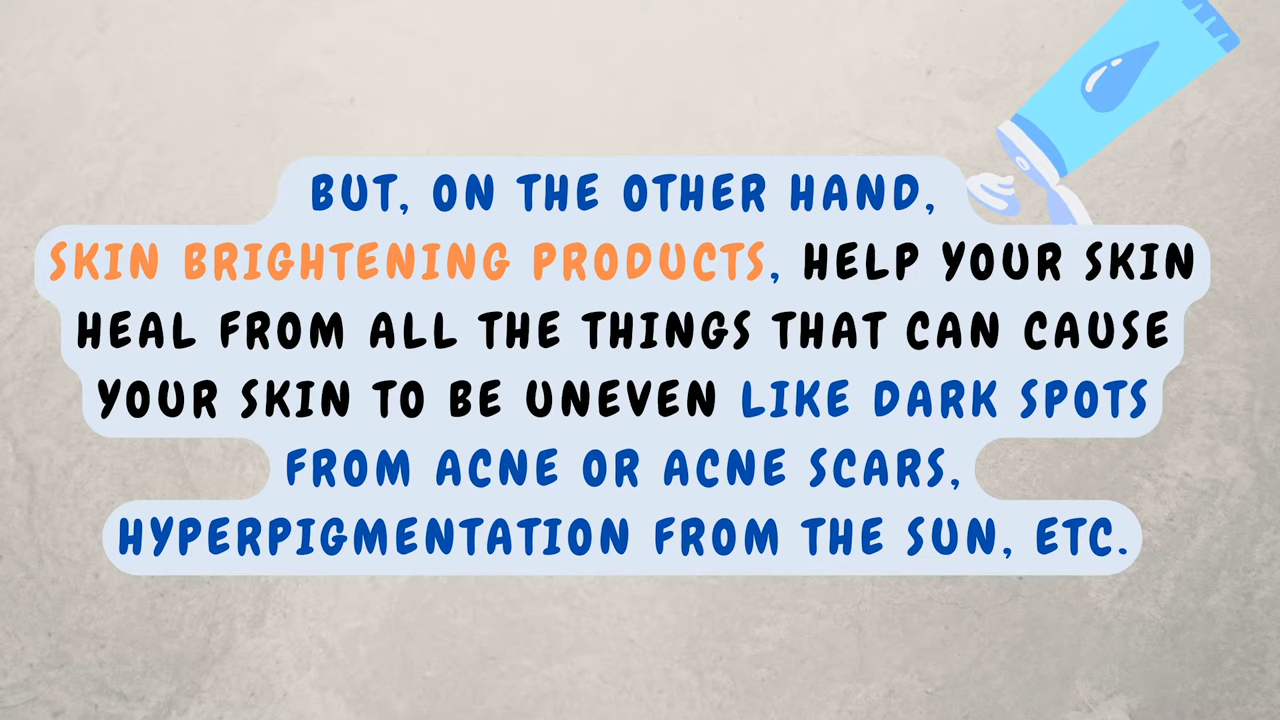 BUT, ON THE OTHER HAND,
SKIN BRIGHTENING PRODUCTS, HELP YOUR SKIN
HEAL FROM ALL THE THINGS THAT CAN CAUSE
YOUR SKIN TO BE UNEVEN LIKE DARK SPOTS
FROM ACNE OR ACNE SCARS,
HYPERPIGMENTATION FROM THE SUN, ETC.